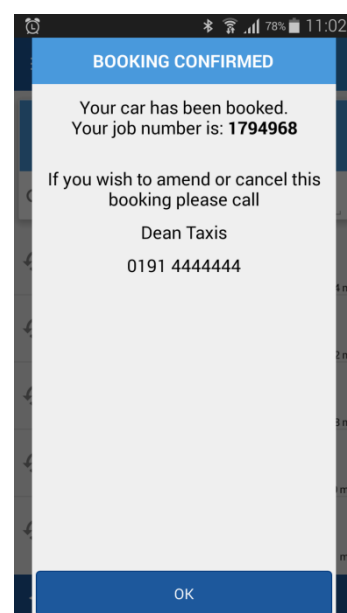 78% 11:02
BOOKING CONFIRMED
Your car has been booked.
Your job number is: 1794968
If you wish to amend or cancel this
booking please call
Dean Taxis
0191 4444444
OK